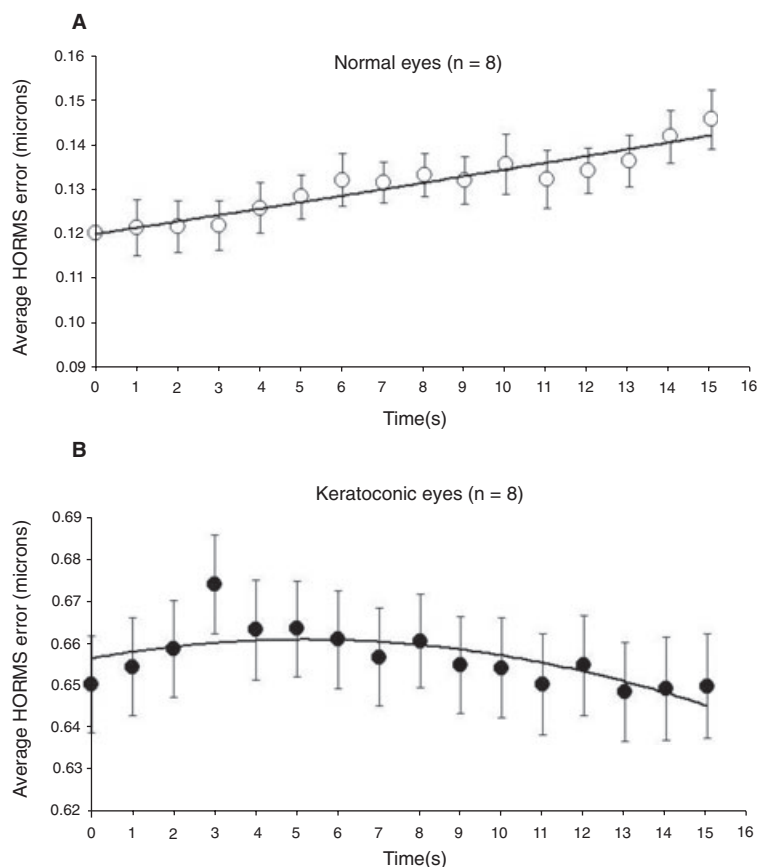 A
Normal eyes (n = 8)
Average HORMS error (microns)
0.16
0.15
0.14
0.13
0.12
0.11
0.10
0.09
0 1 2 3 4 5 6 7 8 9 10 11 12 13 14 15 16
Time(s)
B
Keratoconic eyes (n = 8)
Average HORMS error (microns)
0.69
0.68
0.67
0.66
0.65
0.64
0.63
0.62
0 1 2 3 4 5 6 7 8 9 10 11 12 13 14 15 16
Time(s)